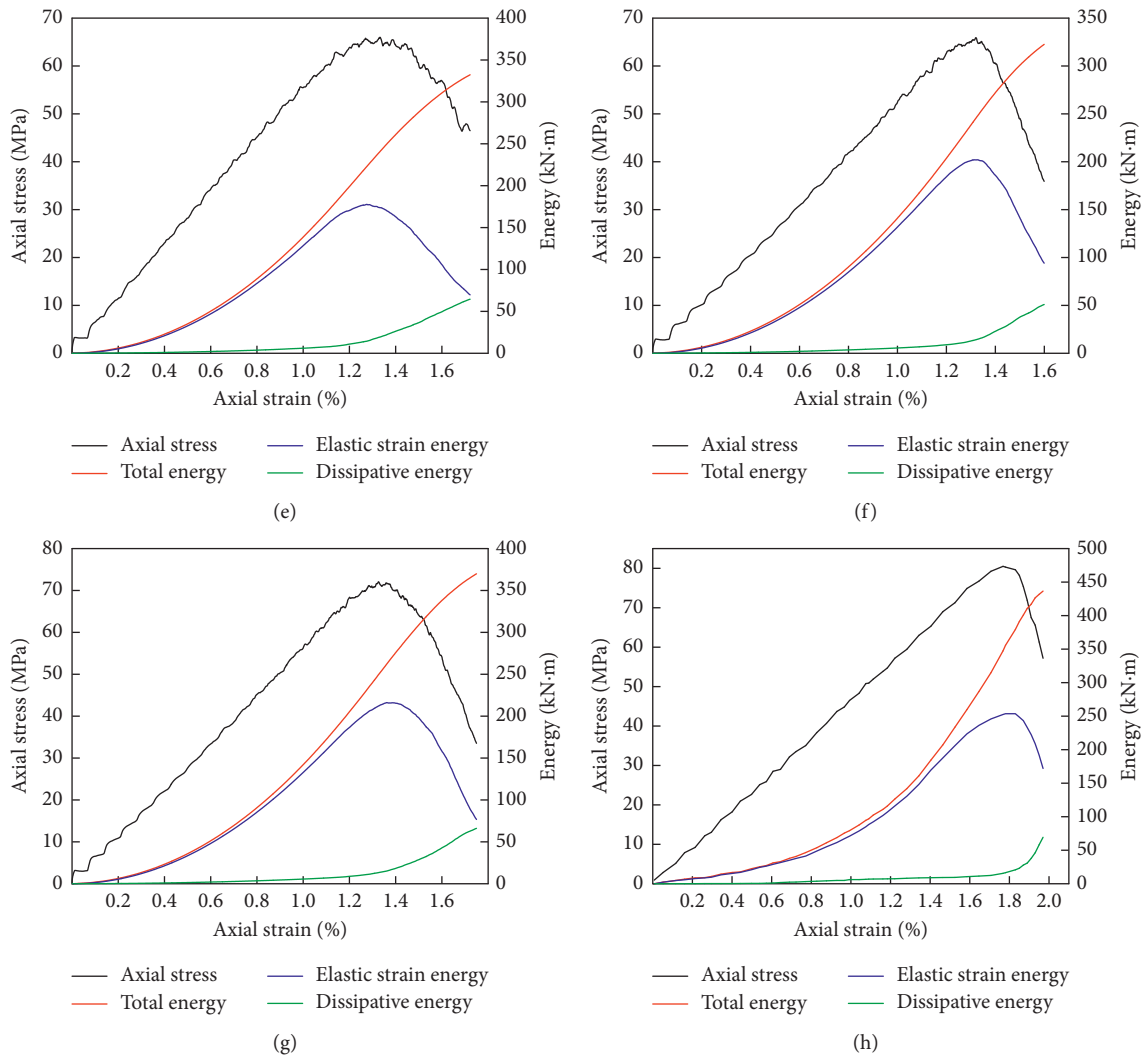 70
60
50
40
30
20
10
0
Axial stress (MPa)
400
350
300
250
200
150
100
50
0
Energy (kN·m)
0.2 0.4 0.6 0.8 1.0 1.2 1.4 1.6
Axial strain (%)
Axial stress
Elastic strain energy
Total energy
Dissipative energy
(e)
70
60
50
40
30
20
10
0
Axial stress (MPa)
350
300
250
200
150
100
50
0
Energy (kN·m)
0.2 0.4 0.6 0.8 1.0 1.2 1.4 1.6
Axial strain (%)
Axial stress
Elastic strain energy
Total energy
Dissipative energy
(f)
80
70
60
50
40
30
20
10
0
Axial stress (MPa)
400
350
300
250
200
150
100
50
0
Energy (kN·m)
0.2 0.4 0.6 0.8 1.0 1.2 1.4 1.6
Axial strain (%)
Axial stress
Elastic strain energy
Total energy
Dissipative energy
(g)
80
70
60
50
40
30
20
10
0
Axial stress (MPa)
500
450
400
350
300
250
200
150
100
50
0
Energy (kN·m)
0.2 0.4 0.6 0.8 1.0 1.2 1.4 1.6 1.8 2.0
Axial strain (%)
Axial stress
Elastic strain energy
Total energy
Dissipative energy
(h)